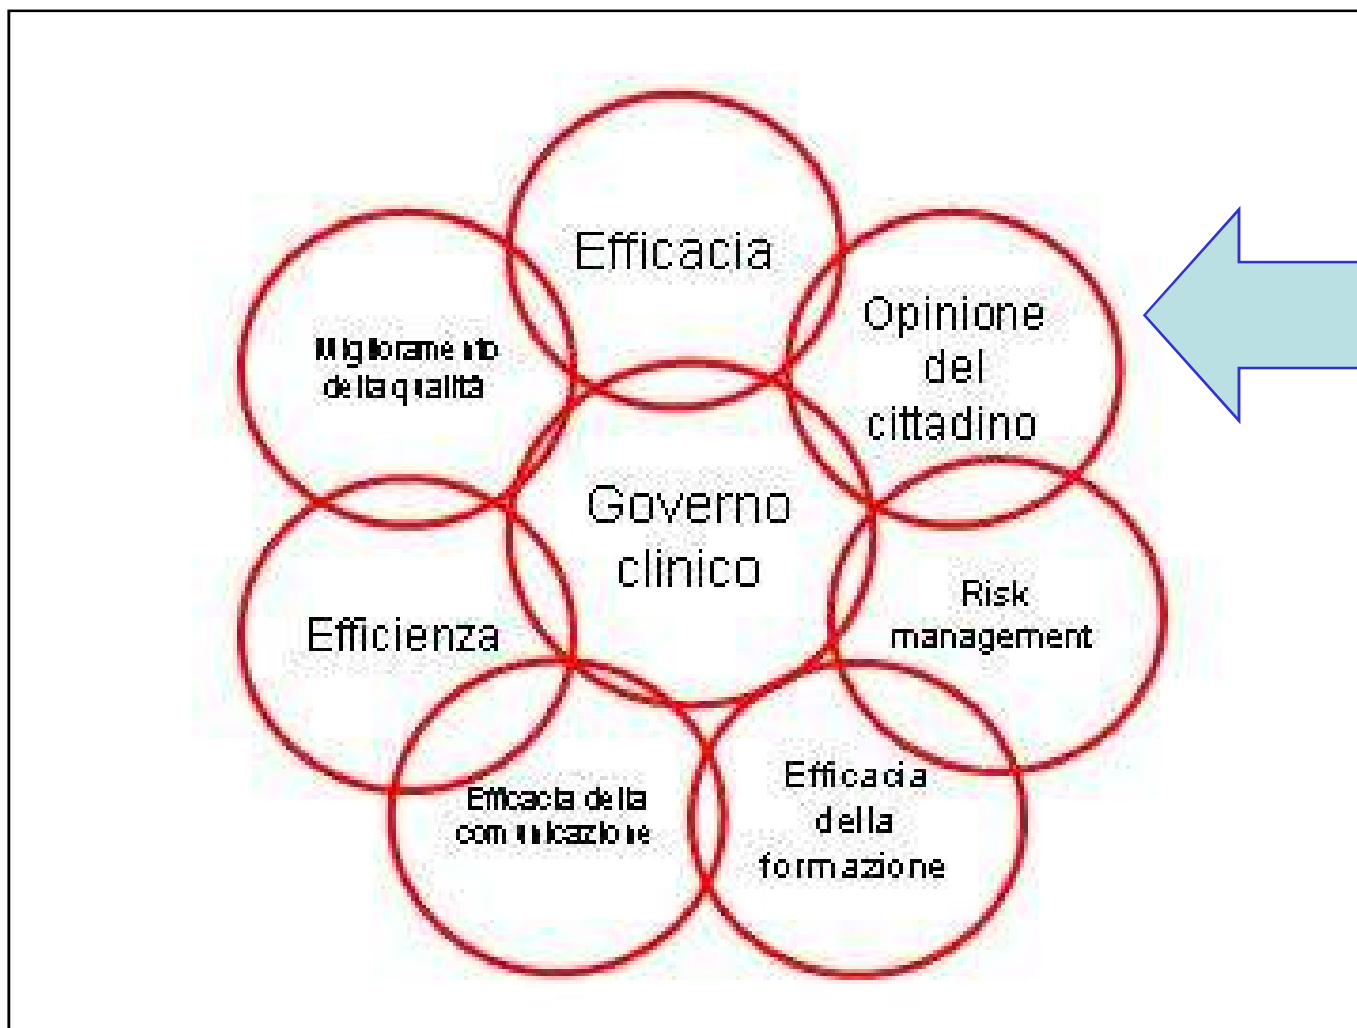 Efficacia
Opinione
del
cittadino
Miglioramento
della qualità
Governo
clinico
Risk
management
Efficienza
Efficacia
della
formazione
Efficacia della
comunicazione